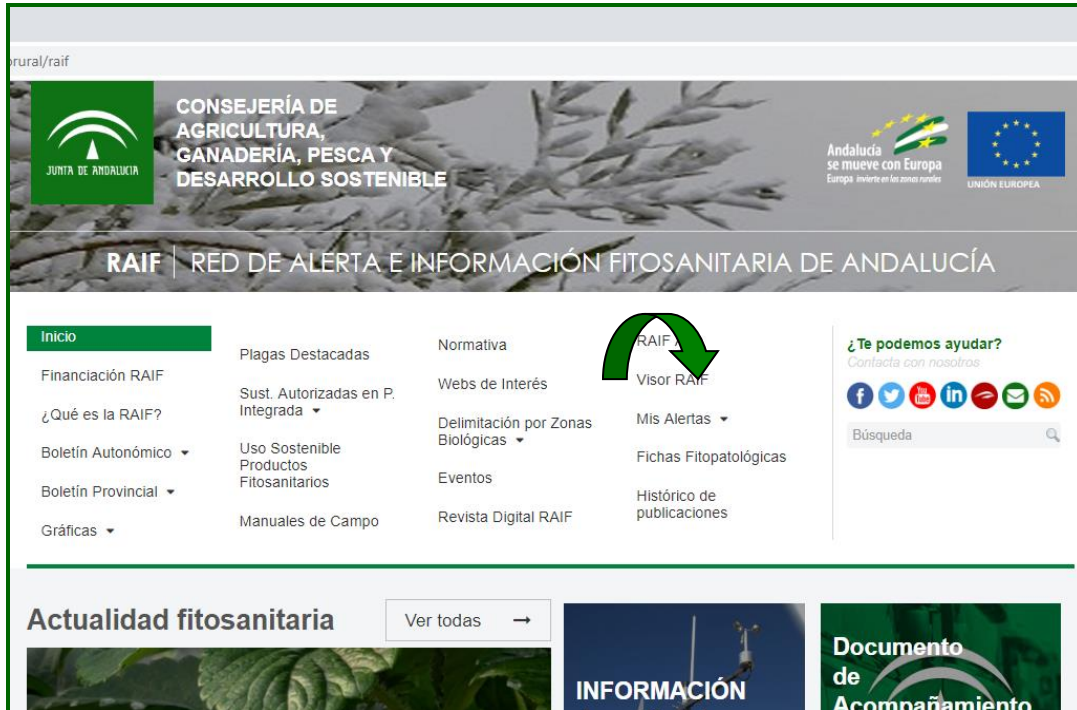 orural/raif
JUNTA DE ANDALUCIA
CONSEJERÍA DE
AGRICULTURA,
GANADERÍA, PESCA Y
DESARROLLO SOSTENIBLE
Andalucía
se mueve con Europa
Europa invierte en las zonas rurales
UNIÓN EUROPEA
RAIF | RED DE ALERTA E INFORMACIÓN FITOSANITARIA DE ANDALUCÍA
Inicio
Financiación RAIF
¿Qué es la RAIF?
Boletín Autonómico
Boletín Provincial
Gráficas
Plagas Destacadas
Sust. Autorizadas en P.
Integrada
Uso Sostenible
Productos
Fitosanitarios
Manuales de Campo
Normativa
Webs de Interés
Delimitación por Zonas
Biológicas
Eventos
Revista Digital RAIF
RAIF
Visor RAIF
Mis Alertas
Fichas Fitopatológicas
Histórico de
publicaciones
¿Te podemos ayudar?
Contacta con nosotros
You
Tube
Búsqueda
Actualidad fitosanitaria
Ver todas →
INFORMACIÓN
Documento
de
Acompañamiento